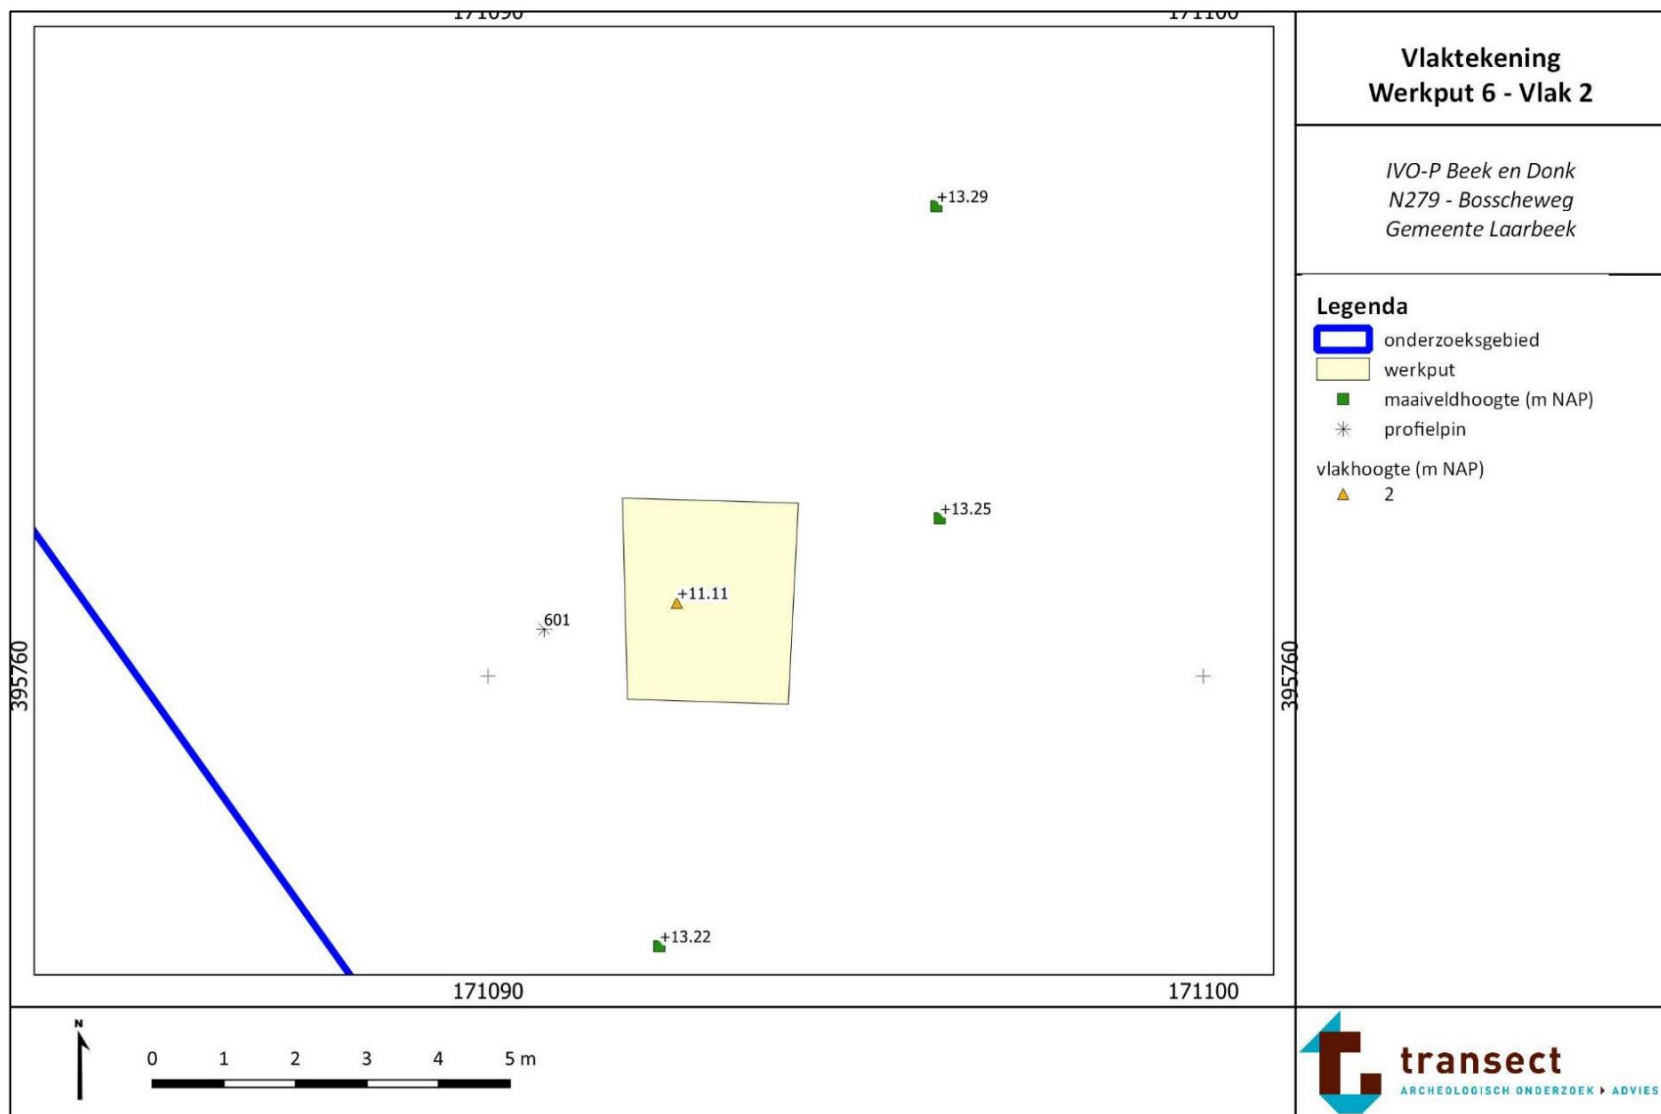 171090
171100
Vlaktekening
Werkput 6 - Vlak 2
IVO-P Beek en Donk
N279 - Bosscheweg
Gemeente Laarbeek
Legenda
onderzoeksgebied
werkput
maaiveldhoogte (m NAP)
profielpin
vlakhoogte (m NAP)
2
+13.29
+13.25
+11.11
601
395760
395760
+13.22
171090
171100
N
0 1 2 3 4 5 m
transect
ARCHEOLOGISCH ONDERZOEK ADVIES